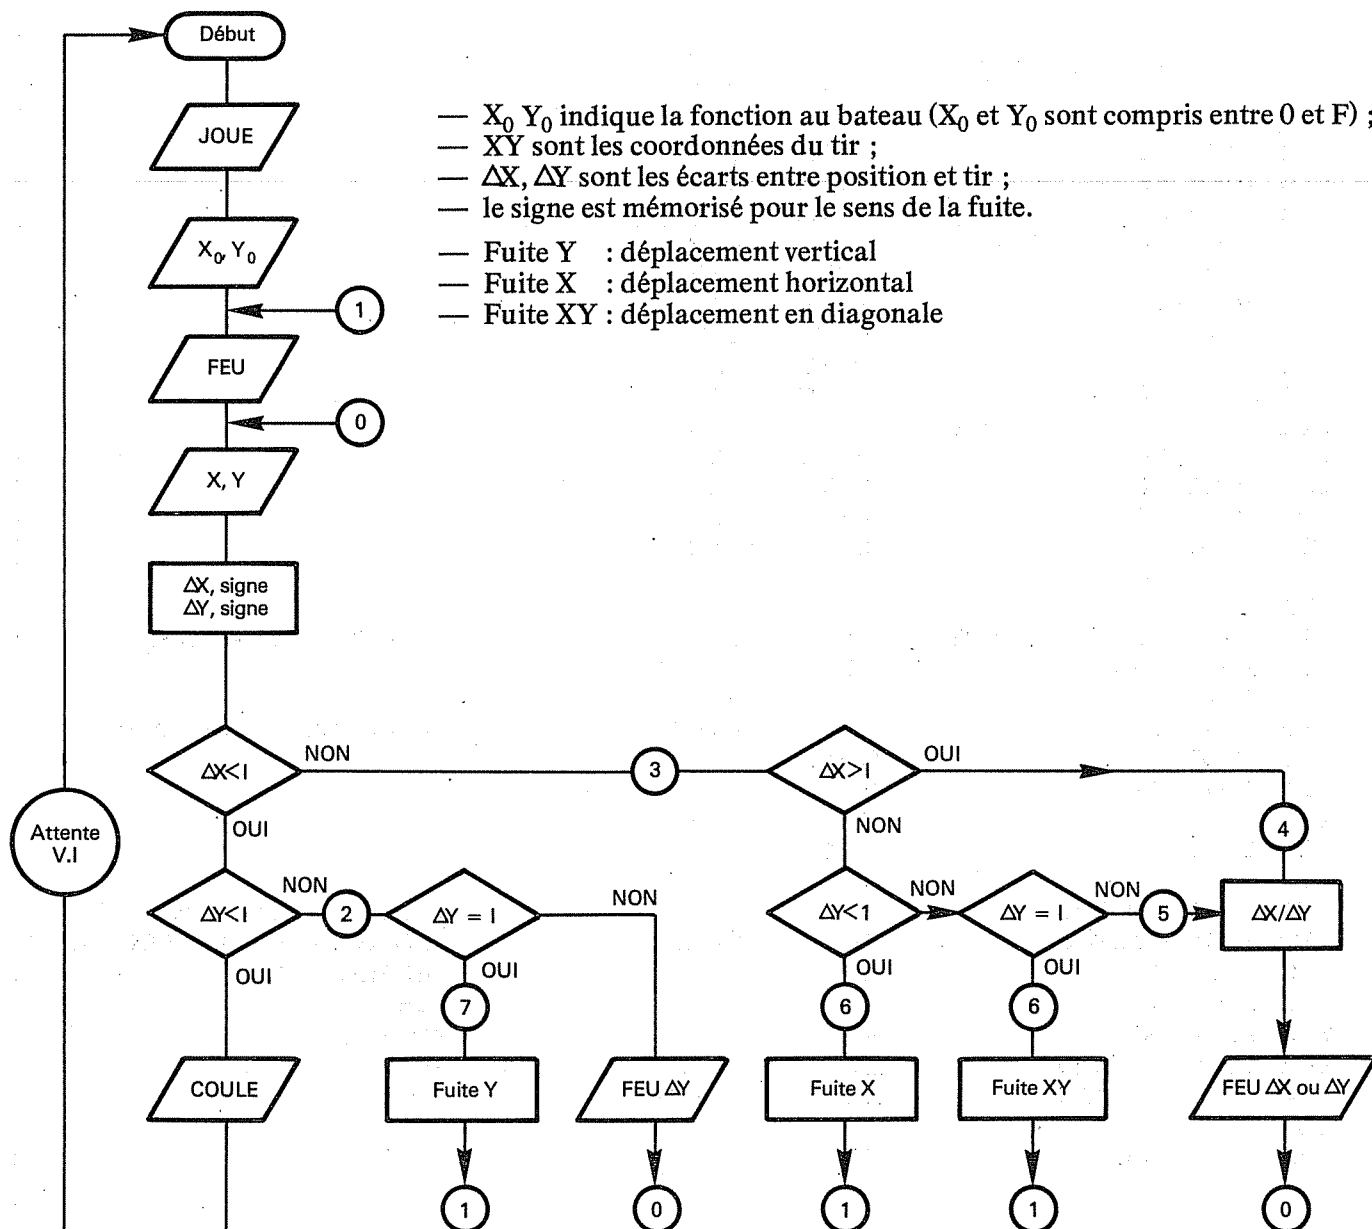 Début
JOUE
— X₀ Y₀ indique la fonction au bateau (X₀ et Y₀ sont compris entre 0 et F) ;
— XY sont les coordonnées du tir ;
— ΔX, ΔY sont les écarts entre position et tir ;
— le signe est mémorisé pour le sens de la fuite.
— Fuite Y : déplacement vertical
— Fuite X : déplacement horizontal
— Fuite XY : déplacement en diagonale
X₀, Y₀
1
FEU
0
X, Y
ΔX, signe
ΔY, signe
ΔX<I
NON
3
ΔX>I
OUI
OUI
NON
4
Attente
V.I
ΔY<I
NON
2
ΔY = I
NON
ΔY<1
NON
ΔY = I
NON
5
ΔX/ΔY
OUI
OUI
OUI
OUI
7
6
6
COULE
Fuite Y
FEU ΔY
Fuite X
Fuite XY
FEU ΔX ou ΔY
1
0
1
1
0